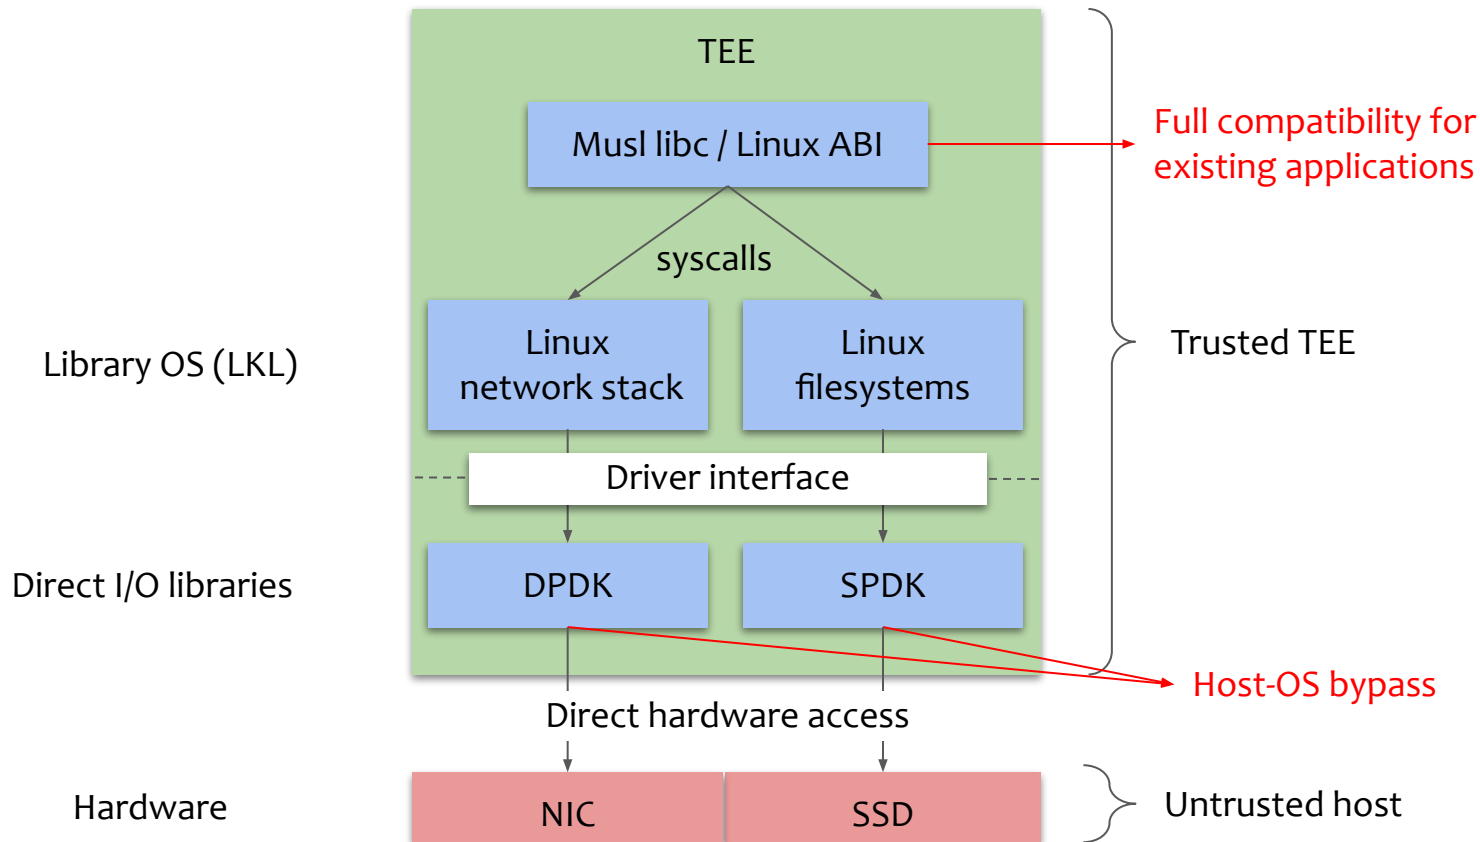 TEE
Musl libc / Linux ABI
Full compatibility for
existing applications
syscalls
Library OS (LKL)
Linux
network stack
Linux
filesystems
Trusted TEE
Driver interface
Direct I/O libraries
DPDK
SPDK
Host-OS bypass
Direct hardware access
Hardware
NIC
SSD
Untrusted host